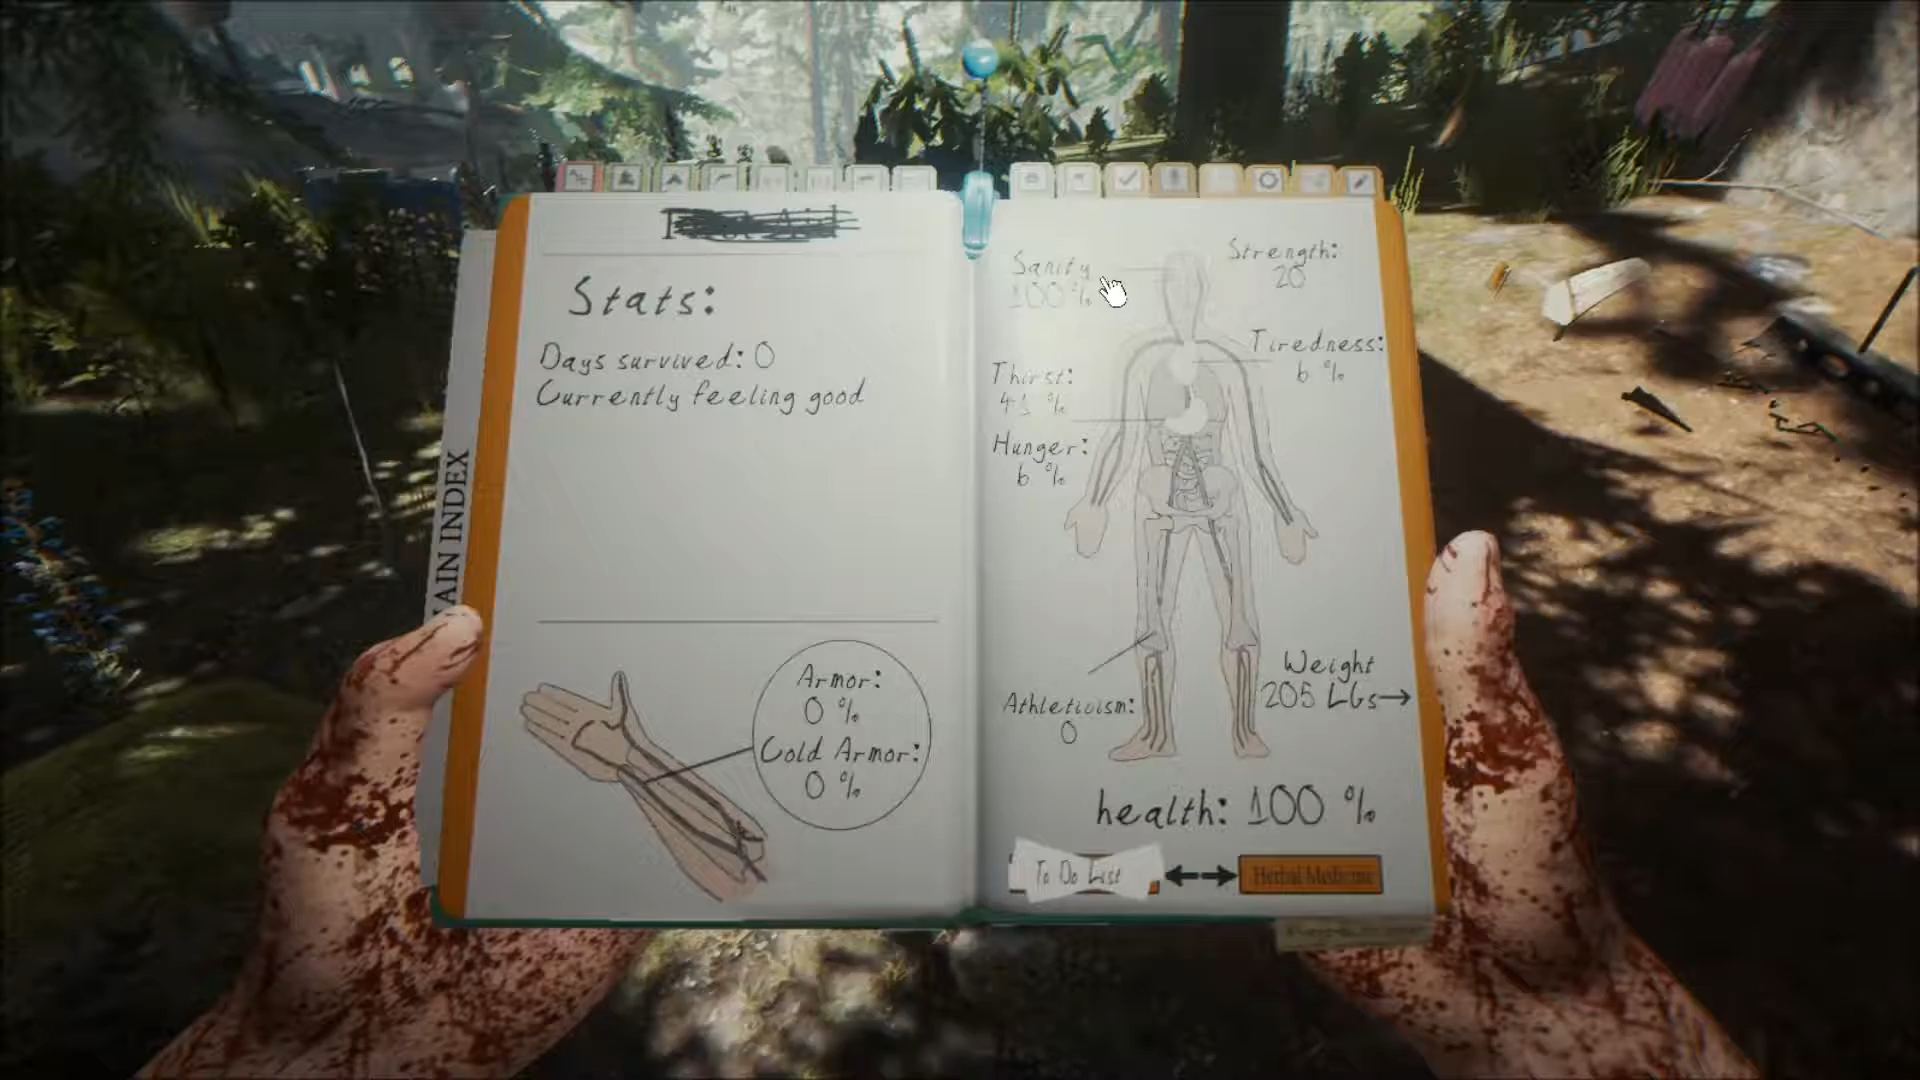 MAIN INDEX
Stats:
Days survived: 0
Currently feeling good
Armor:
0 %
Cold Armor:
0 %
Sanity
100 %
Strength:
20
Tiredness:
6 %
Thirst:
%
Hunger:
6 %
Athleticism:
0
Weight
205 LGs
health: 100 %
To Do List
Herbal Medicine